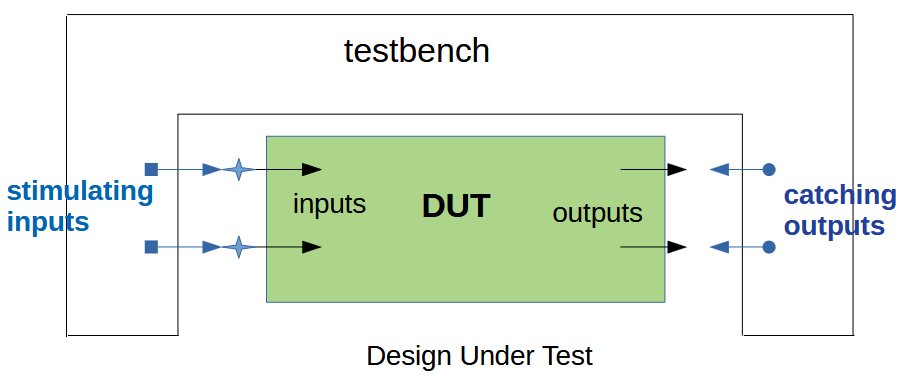 testbench
stimulating
inputs
inputs
DUT
outputs
catching
outputs
Design Under Test